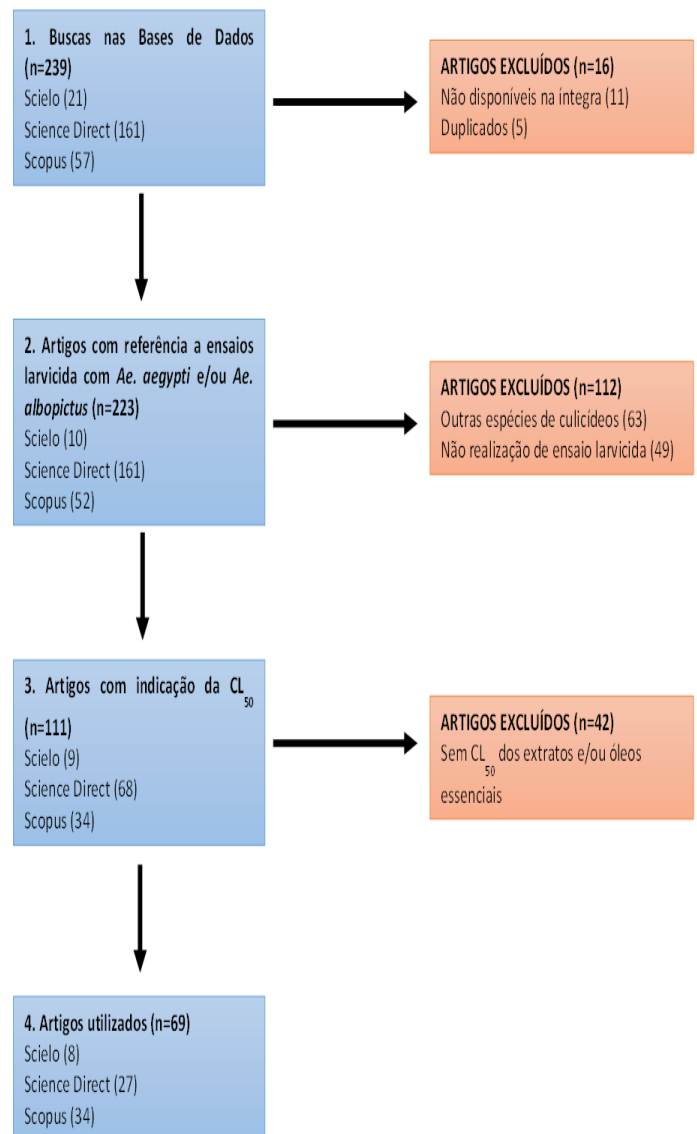 1. Buscas nas Bases de Dados
(n=239)
Scielo (21)
Science Direct (161)
Scopus (57)
ARTIGOS EXCLUÍDOS (n=16)
Não disponíveis na íntegra (11)
Duplicados (5)
2. Artigos com referência a ensaios
larvicida com Ae. aegypti e/ou Ae.
albopictus (n=223)
Scielo (10)
Science Direct (161)
Scopus (52)
ARTIGOS EXCLUÍDOS (n=112)
Outras espécies de culicídeos (63)
Não realização de ensaio larvicida (49)
3. Artigos com indicação da CL50
(n=111)
Scielo (9)
Science Direct (68)
Scopus (34)
ARTIGOS EXCLUÍDOS (n=42)
Sem CL50 dos extratos e/ou óleos
essenciais
4. Artigos utilizados (n=69)
Scielo (8)
Science Direct (27)
Scopus (34)